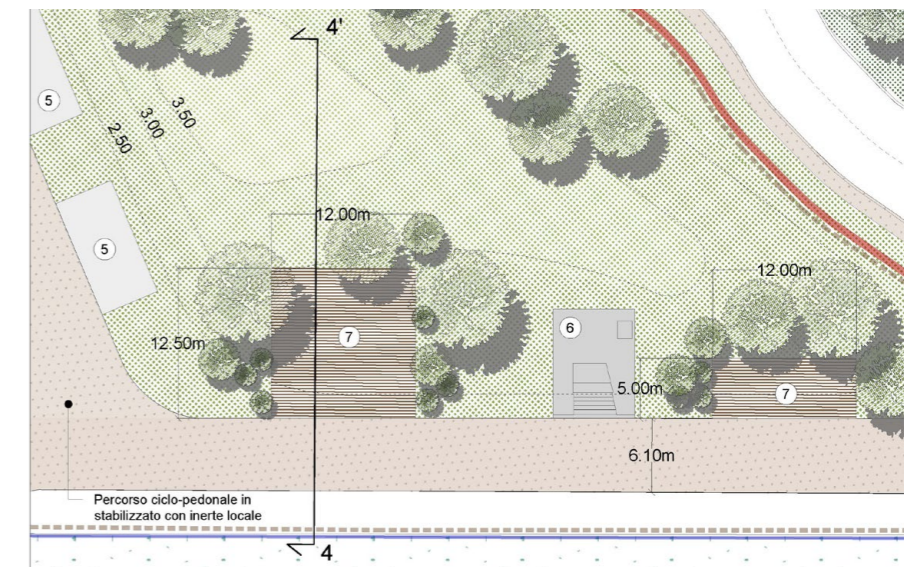 4'
5
3.50
3.00
2.50
12.00m
5
12.00m
6
7
12.50m
5.00m
7
6.10m
Percorso ciclo-pedonale in
stabilizzato con inerte locale
4